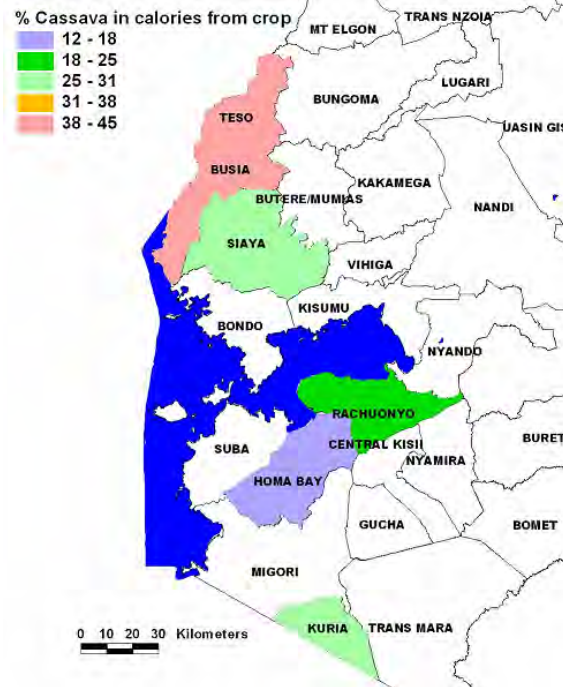 % Cassava in calories from crop
12 - 18
18 - 25
25 - 31
31 - 38
38 - 45
TRANS NZOIA
MT ELGON
LUGARI
BUNGOMA
TESO
UASIN GIS
BUSIA
KAKAMEGA
BUTERE/MUMIAS
NANDI
SIAYA
VIHIGA
KISUMU
BONDO
NYANDO
RACHUONYO
CENTRAL KISII
BURET
SUBA
NYAMIRA
HOMA BAY
GUCHA
BOMET
MIGORI
KURIA
TRANS MARA
0 10 20 30 Kilometers